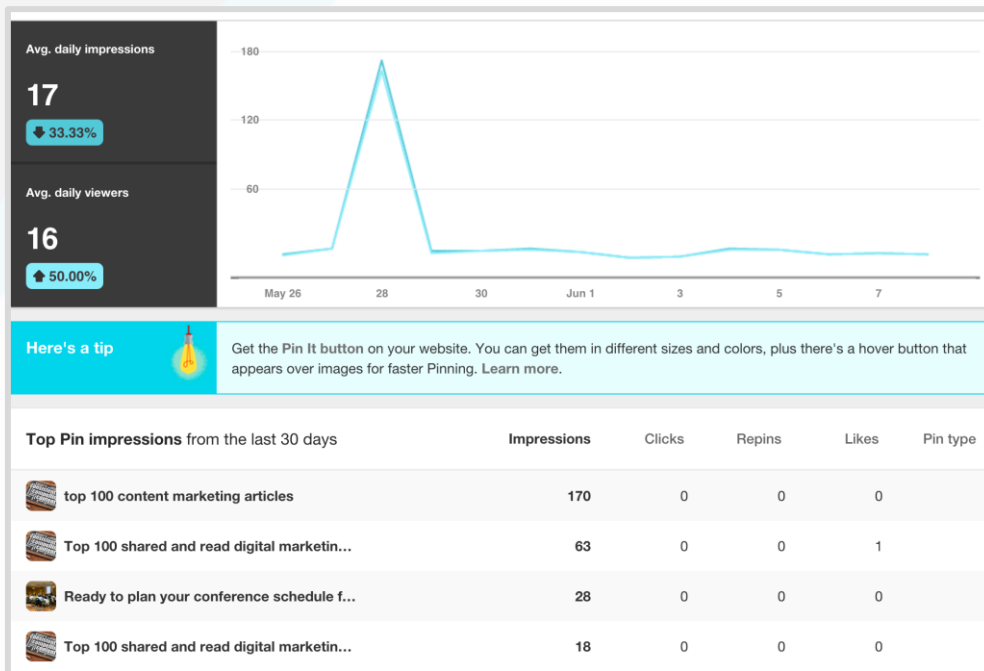 Avg. daily impressions
17
33.33%
Avg. daily viewers
16
50.00%
180
120
60
May 26 28 30 Jun 1 3 5 7
Here's a tip
Get the Pin It button on your website. You can get them in different sizes and colors, plus there's a hover button that
appears over images for faster Pinning. Learn more.
Top Pin impressions from the last 30 days Impressions Clicks Repins Likes Pin type
top 100 content marketing articles 170 0 0 0
Top 100 shared and read digital marketin... 63 0 0 1
Ready to plan your conference schedule f... 28 0 0 0
Top 100 shared and read digital marketin... 18 0 0 0